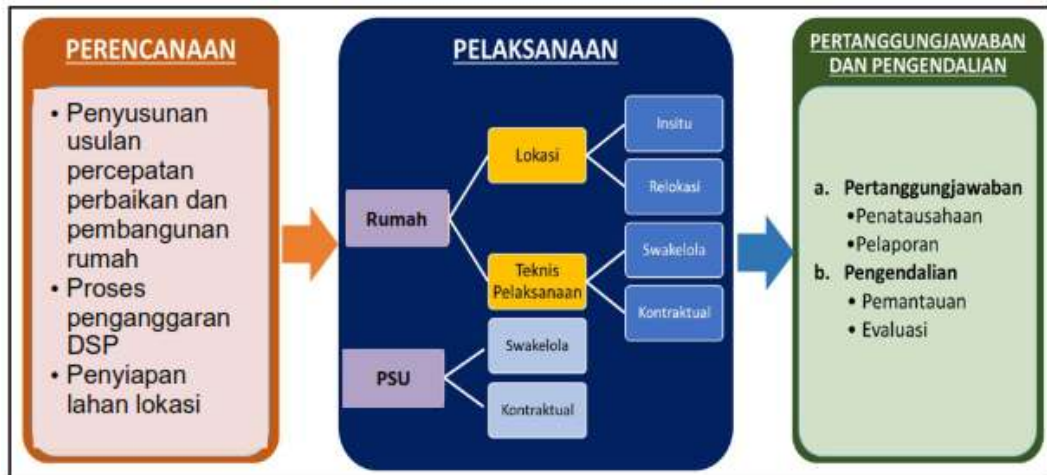 PERENCANAAN
• Penyusunan
usulan
percepatan
perbaikan dan
pembangunan
rumah
• Proses
penganggaran
DSP
• Penyiapan
lahan lokasi
PELAKSANAAN
Rumah
Lokasi
Insitu
Relokasi
Teknis
Pelaksanaan
Swakelola
Kontraktual
PSU
Swakelola
Kontraktual
PERTANGGUNGJAWABAN
DAN PENGENDALIAN
a. Pertanggungjawaban
•Penatausahaan
•Pelaporan
b. Pengendalian
• Pemantauan
• Evaluasi